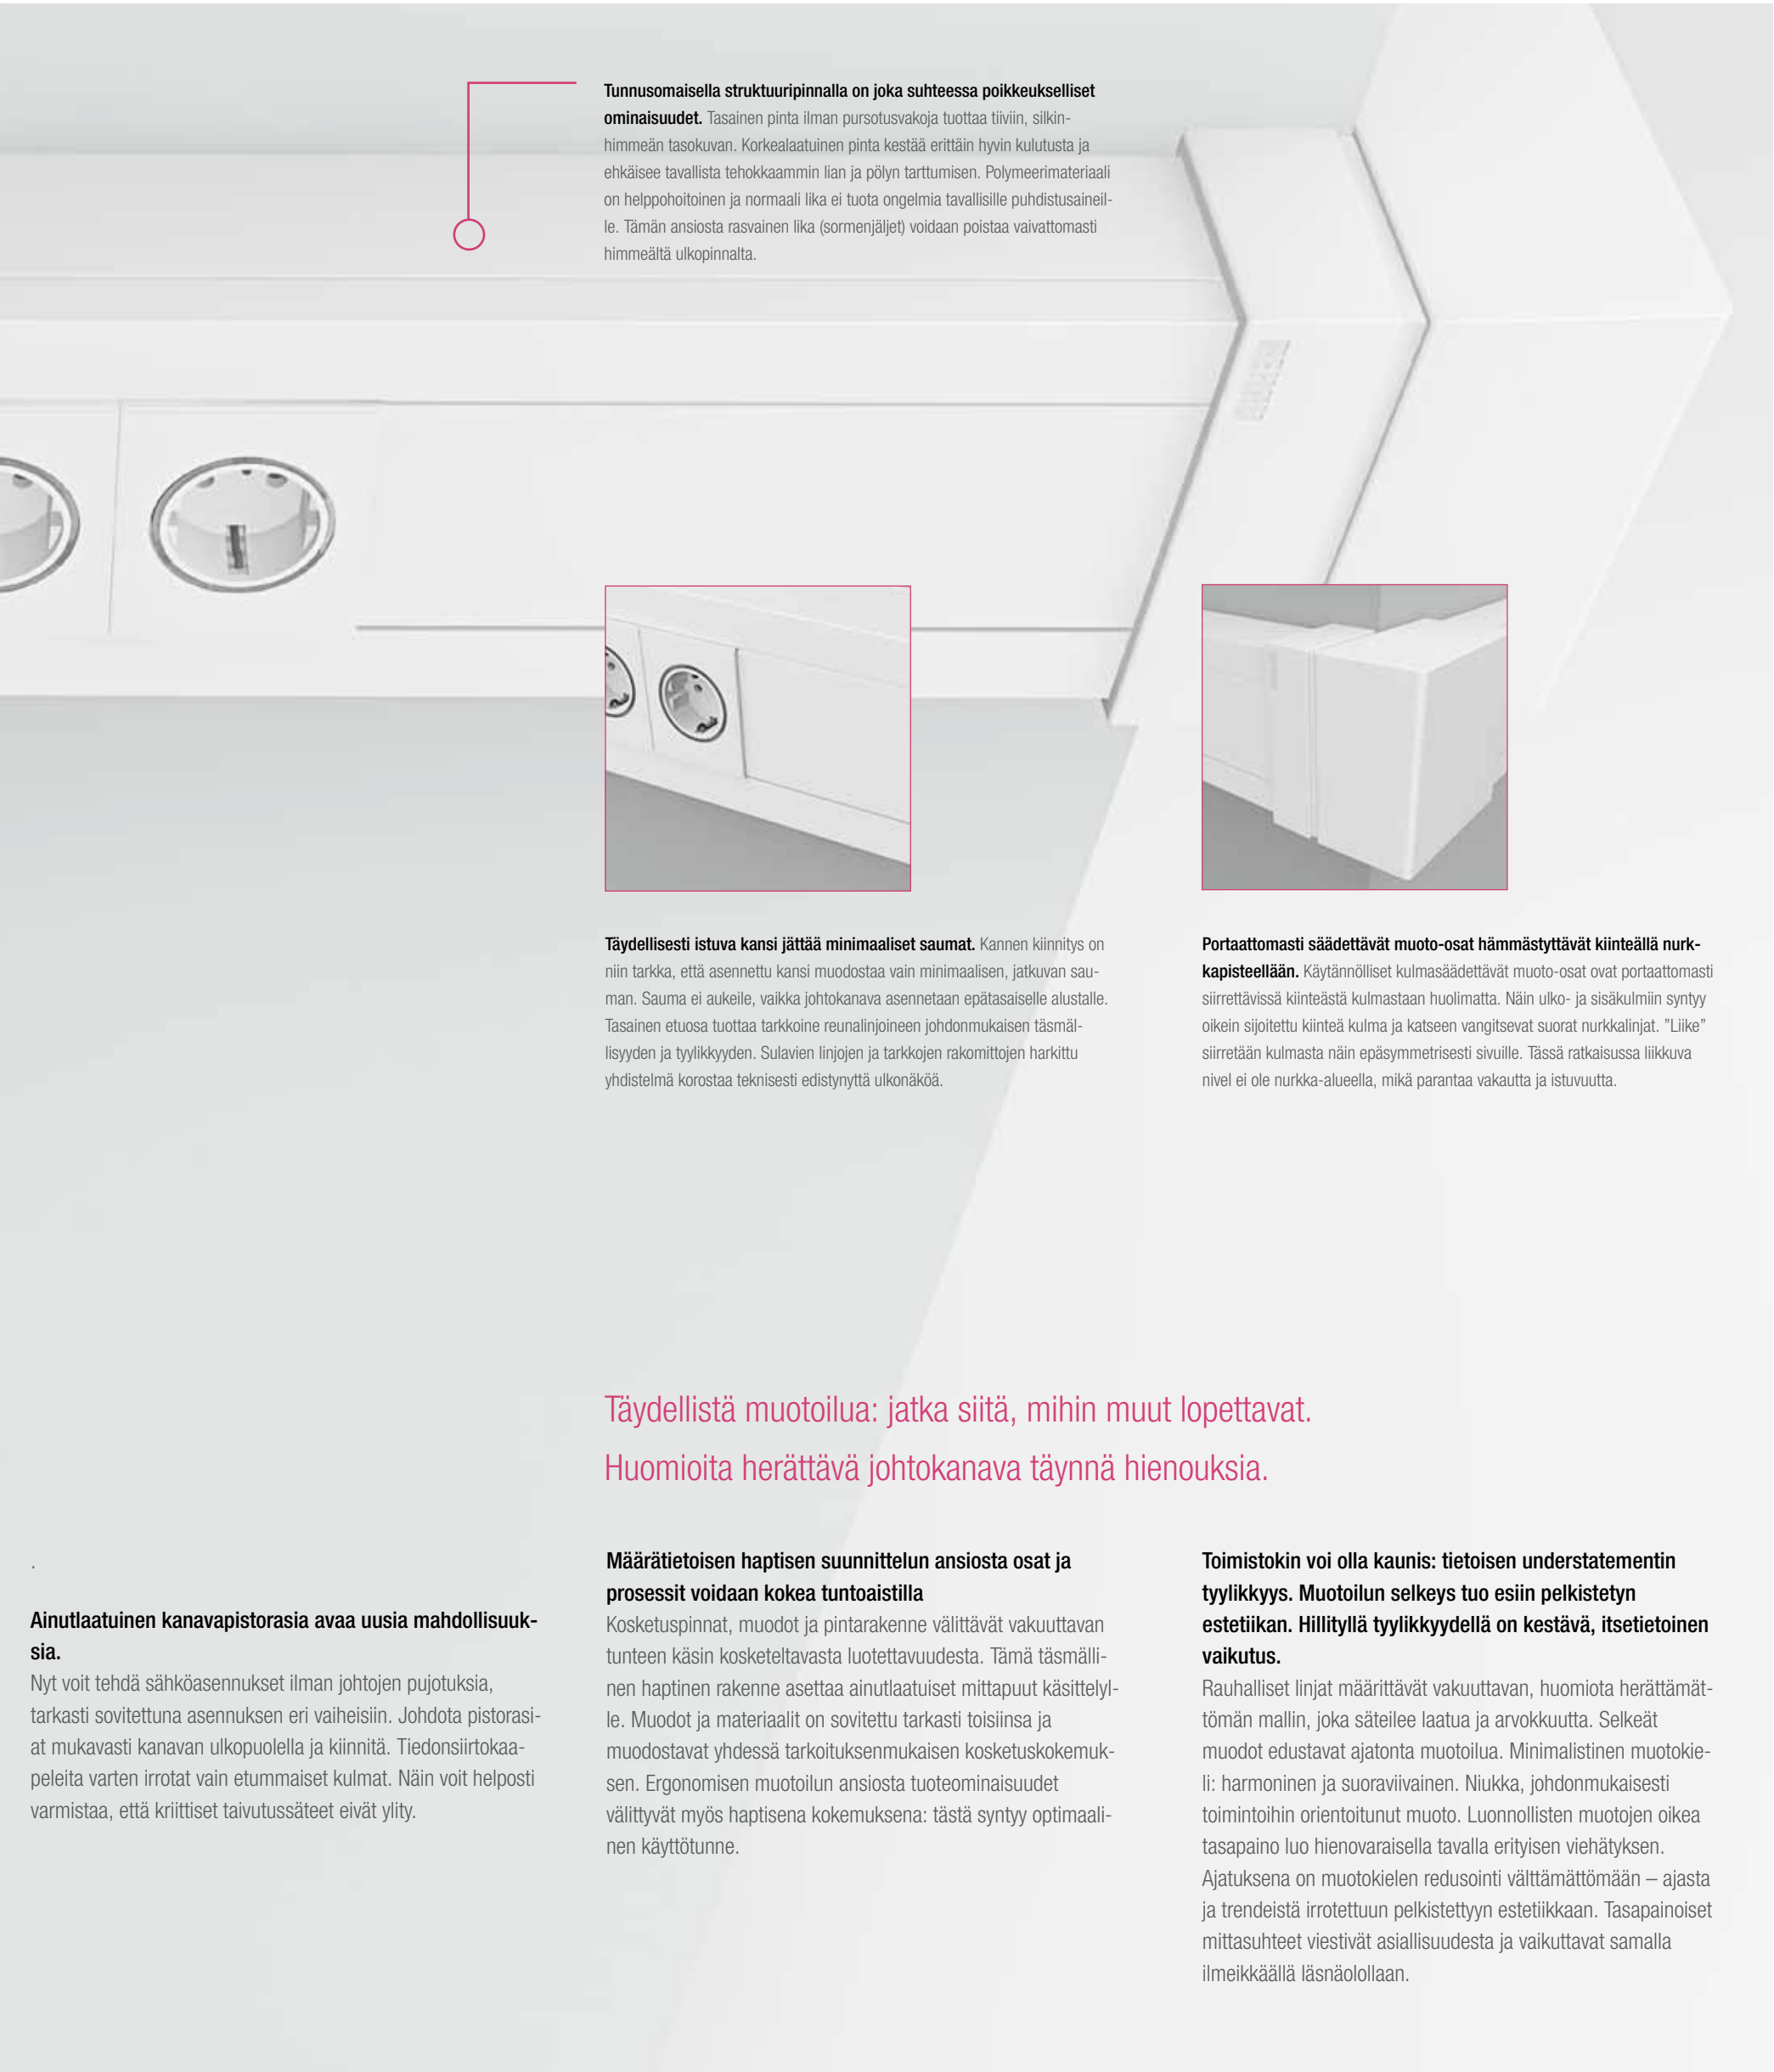 Tunnusomaisella struktuuripinnalla on joka suhteessa poikkeukselliset
ominaisuudet. Tasainen pinta ilman pursotusvakoja tuottaa tiiviin, silkin-
himmeän tasokuvan. Korkealaatuinen pinta kestää erittäin hyvin kulutusta ja
ehkäisee tavallista tehokkaammin lian ja pölyn tarttumisen. Polymeerimateriaali
on helppohoitoinen ja normaali lika ei tuota ongelmia tavallisille puhdistusaineil-
le. Tämän ansiosta rasvainen lika (sormenjäljet) voidaan poistaa vaivattomasti
himmeältä ulkopinnalta.
Täydellisesti istuva kansi jättää minimaaliset saumat. Kannen kiinnitys on
niin tarkka, että asennettu kansi muodostaa vain minimaalisen, jatkuvan sau-
man. Sauma ei aukeile, vaikka johtokanava asennetaan epätasaiselle alustalle.
Tasainen etuosa tuottaa tarkkoine reunalinjoineen johdonmukaisen täsmäl-
lisyyden ja tyylikkyyden. Sulavien linjojen ja tarkkojen rakomittojen harkittu
yhdistelmä korostaa teknisesti edistynyttä ulkonäköä.
Portaattomasti säädettävät muoto-osat hämmästyttävät kiinteällä nurk-
kapisteellään. Käytännölliset kulmasäädettävät muoto-osat ovat portaattomasti
siirrettävissä kiinteästä kulmastaan huolimatta. Näin ulko- ja sisäkulmiin syntyy
oikein sijoitettu kiinteä kulma ja katseen vangitsevat suorat nurkkalinjat. ”Liike”
siirretään kulmasta näin epäsymmetrisesti sivuille. Tässä ratkaisussa liikkuva
nivel ei ole nurkka-alueella, mikä parantaa vakautta ja istuvuutta.
Täydellistä muotoilua: jatka siitä, mihin muut lopettavat.
Huomioita herättävä johtokanava täynnä hienouksia.
.
Ainutlaatuinen kanavapistorasia avaa uusia mahdollisuuk-
sia.
Nyt voit tehdä sähköasennukset ilman johtojen pujotuksia,
tarkasti sovitettuna asennuksen eri vaiheisiin. Johdota pistorasi-
at mukavasti kanavan ulkopuolella ja kiinnitä. Tiedonsiirtokaa-
peleita varten irrotat vain etummaiset kulmat. Näin voit helposti
varmistaa, että kriittiset taivutussäteet eivät ylity.
Määrätietoisen haptisen suunnittelun ansiosta osat ja
prosessit voidaan kokea tuntoaistilla
Kosketuspinnat, muodot ja pintarakenne välittävät vakuuttavan
tunteen käsin kosketeltavasta luotettavuudesta. Tämä täsmälli-
nen haptinen rakenne asettaa ainutlaatuiset mittapuut käsittelyl-
le. Muodot ja materiaalit on sovitettu tarkasti toisiinsa ja
muodostavat yhdessä tarkoituksenmukaisen kosketuskokemuk-
sen. Ergonomisen muotoilun ansiosta tuoteominaisuudet
välittyvät myös haptisena kokemuksena: tästä syntyy optimaali-
nen käyttötunne.
Toimistokin voi olla kaunis: tietoisen understatementin
tyylikkyys. Muotoilun selkeys tuo esiin pelkistetyn
estetiikan. Hillityllä tyylikkyydellä on kestävä, itsetietoinen
vaikutus.
Rauhalliset linjat määrittävät vakuuttavan, huomiota herättämät-
tömän mallin, joka säteilee laatua ja arvokkuutta. Selkeät
muodot edustavat ajatonta muotoilua. Minimalistinen muotokie-
li: harmoninen ja suoraviivainen. Niukka, johdonmukaisesti
toimintoihin orientoitunut muoto. Luonnollisten muotojen oikea
tasapaino luo hienovaraisella tavalla erityisen viehätyksen.
Ajatuksena on muotokielen redusointi välttämättömään – ajasta
ja trendeistä irrotettuun pelkistettyyn estetiikkaan. Tasapainoiset
mittasuhteet viestivät asiallisuudesta ja vaikuttavat samalla
ilmeikkäällä läsnäolollaan.